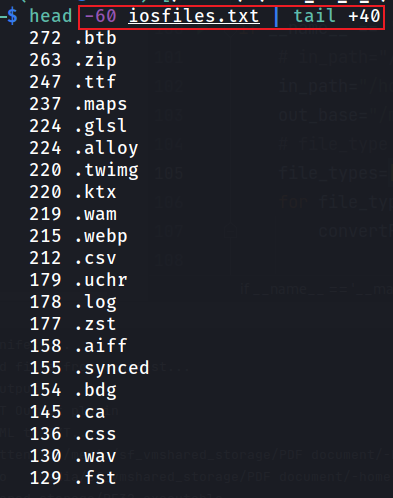 ~$ head -60 iosfiles.txt | tail +40
272 .btb
263 .zip
247 .ttf
237 .maps
224 .glsl
224 .alloy
220 .twimg
220 .ktx
219 .wam
215 .webp
212 .csv
179 .uchr
178 .log
177 .zst
158 .aiff
155 .synced
154 .bdg
145 .ca
136 .css
130 .wav
129 .fst